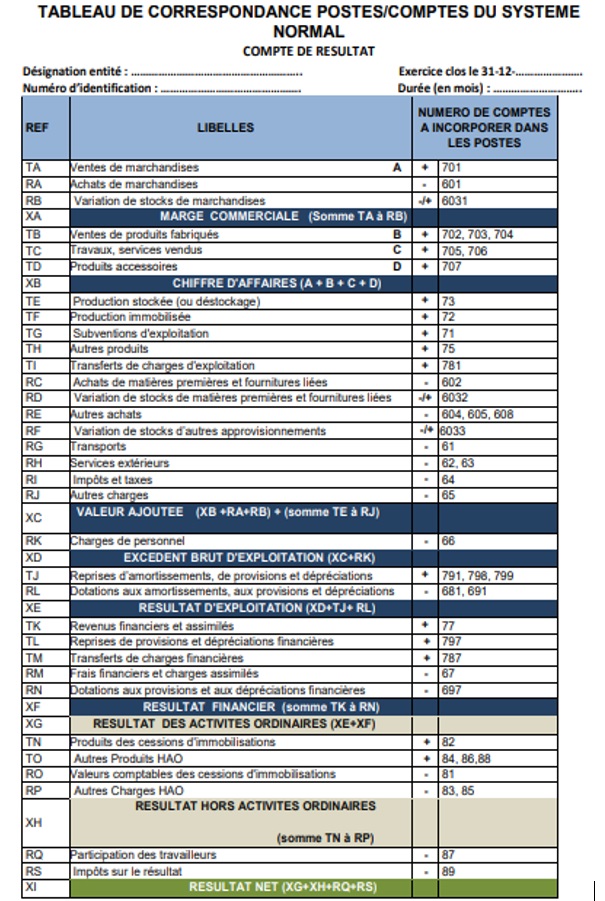 TABLEAU DE CORRESPONDANCE POSTES/COMPTES DU SYSTEME
NORMAL
COMPTE DE RESULTAT
Désignation entité : ……………………………………………….. Exercice clos le 31-12-………………….
Numéro d'identification : ……………………………………… Durée (en mois) : ……………………….
REF LIBELLES NUMERO DE COMPTES
A INCORPORER DANS
LES POSTES
TA Ventes de marchandises A + 701
RA Achats de marchandises - 601
RB Variation de stocks de marchandises -/+ 6031
XA MARGE COMMERCIALE (Somme TA à RB)
TB Ventes de produits fabriqués B + 702, 703, 704
TC Travaux, services vendus C + 705, 706
TD Produits accessoires D + 707
XB CHIFFRE D'AFFAIRES (A + B + C + D)
TE Production stockée (ou déstockage) + 73
TF Production immobilisée + 72
TG Subventions d'exploitation + 71
TH Autres produits + 75
TI Transferts de charges d'exploitation + 781
RC Achats de matières premières et fournitures liées - 602
RD Variation de stocks de matières premières et fournitures liées -/+ 6032
RE Autres achats - 604, 605, 608
RF Variation de stocks d'autres approvisionnements -/+ 6033
RG Transports - 61
RH Services extérieurs - 62, 63
RI Impôts et taxes - 64
RJ Autres charges - 65
XC VALEUR AJOUTEE (XB +RA+RB) + (somme TE à RJ)
RK Charges de personnel - 66
XD EXCEDENT BRUT D'EXPLOITATION (XC+RK)
TJ Reprises d'amortissements, de provisions et dépréciations + 791, 798, 799
RL Dotations aux amortissements, aux provisions et dépréciations - 681, 691
XE RESULTAT D'EXPLOITATION (XD+TJ+ RL)
TK Revenus financiers et assimilés + 77
TL Reprises de provisions et dépréciations financières + 797
TM Transferts de charges financières + 787
RM Frais financiers et charges assimilés - 67
RN Dotations aux provisions et aux dépréciations financières - 697
XF RESULTAT FINANCIER (somme TK à RN)
XG RESULTAT DES ACTIVITES ORDINAIRES (XE+XF)
TN Produits des cessions d'immobilisations + 82
TO Autres Produits HAO + 84, 86,88
RO Valeurs comptables des cessions d'immobilisations - 81
RP Autres Charges HAO - 83, 85
XH RESULTAT HORS ACTIVITES ORDINAIRES
(somme TN à RP)
RQ Participation des travailleurs - 87
RS Impôts sur le résultat - 89
XI RESULTAT NET (XG+XH+RQ+RS)